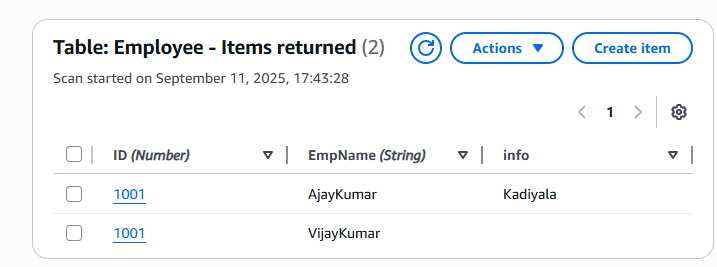 Table: Employee - Items returned (2)
Actions
Create item
Scan started on September 11, 2025, 17:43:28
1
ID (Number) EmpName (String) info
1001 AjayKumar Kadiyala
1001 VijayKumar